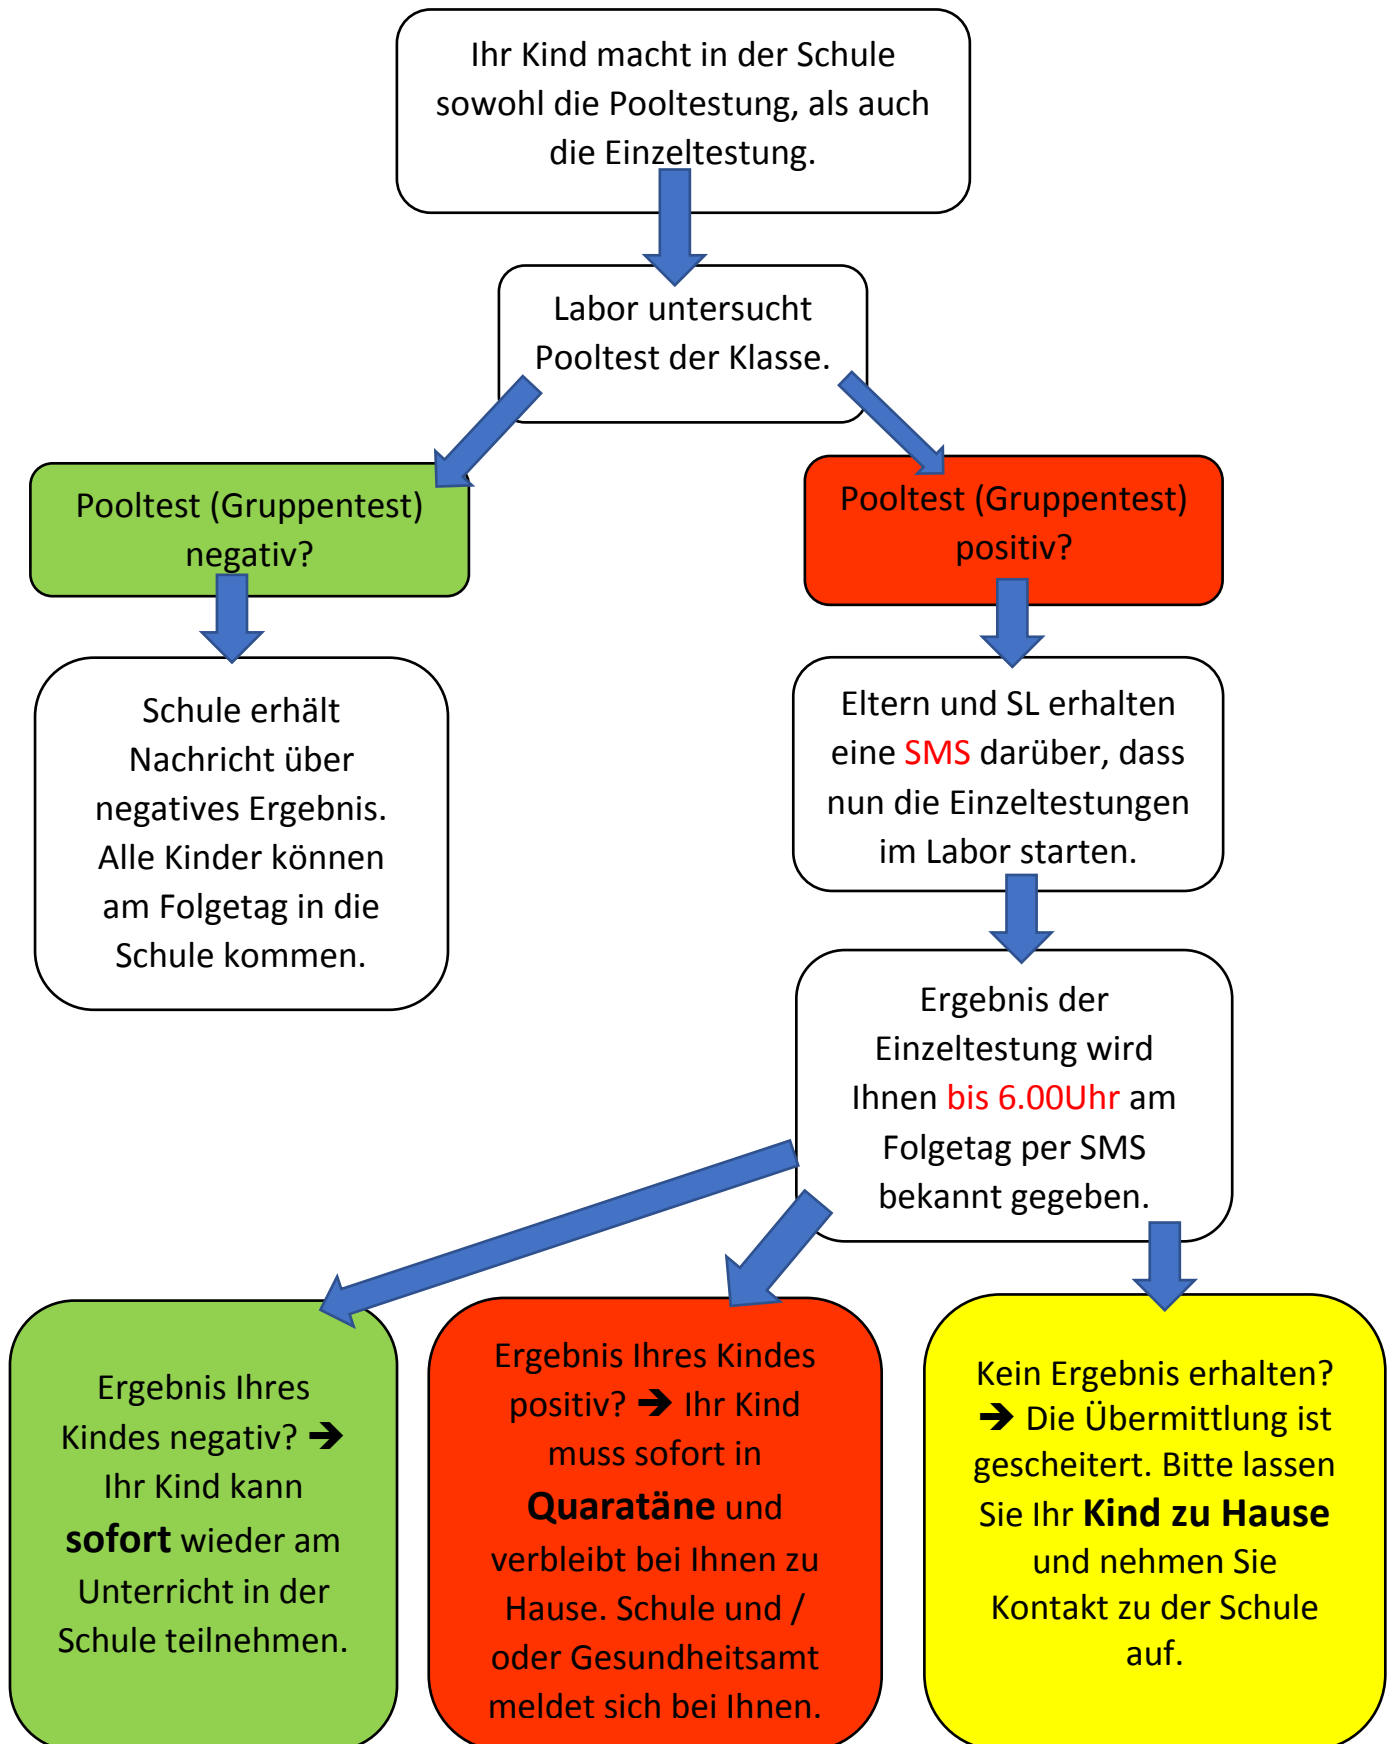 Ihr Kind macht in der Schule
sowohl die Pooltestung, als auch
die Einzeltestung.
Labor untersucht
Pooltest der Klasse.
Pooltest (Gruppentest)
negativ?
Pooltest (Gruppentest)
positiv?
Schule erhält
Nachricht über
negatives Ergebnis.
Alle Kinder können
am Folgetag in die
Schule kommen.
Eltern und SL erhalten
eine SMS darüber, dass
nun die Einzeltestungen
im Labor starten.
Ergebnis der
Einzeltestung wird
Ihnen bis 6.00Uhr am
Folgetag per SMS
bekannt gegeben.
Ergebnis Ihres
Kindes negativ? ➔
Ihr Kind kann
sofort wieder am
Unterricht in der
Schule teilnehmen.
Ergebnis Ihres Kindes
positiv? ➔ Ihr Kind
muss sofort in
Quaratäne und
verbleibt bei Ihnen zu
Hause. Schule und /
oder Gesundheitsamt
meldet sich bei Ihnen.
Kein Ergebnis erhalten?
➔ Die Übermittlung ist
gescheitert. Bitte lassen
Sie Ihr Kind zu Hause
und nehmen Sie
Kontakt zu der Schule
auf.